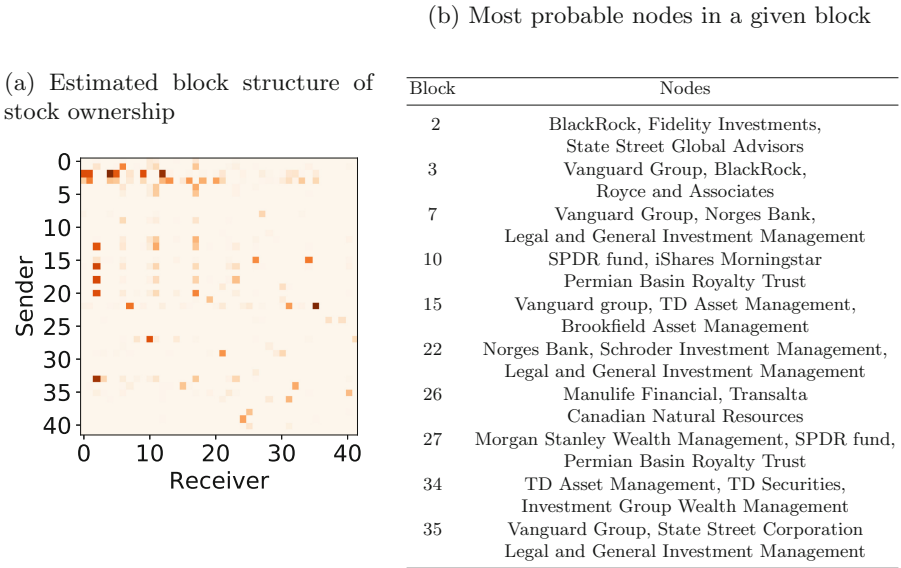 (b) Most probable nodes in a given block
(a) Estimated block structure of
stock ownership
0
5
10
15
20
25
30
35
40
Sender
0 10 20 30 40
Receiver
Block Nodes
2 BlackRock, Fidelity Investments,
State Street Global Advisors
3 Vanguard Group, BlackRock,
Royce and Associates
7 Vanguard Group, Norges Bank,
Legal and General Investment Management
10 SPDR fund, iShares Morningstar
Permian Basin Royalty Trust
15 Vanguard group, TD Asset Management,
Brookfield Asset Management
22 Norges Bank, Schroder Investment Management,
Legal and General Investment Management
26 Manulife Financial, Transalta
Canadian Natural Resources
27 Morgan Stanley Wealth Management, SPDR fund,
Permian Basin Royalty Trust
34 TD Asset Management, TD Securities,
Investment Group Wealth Management
35 Vanguard Group, State Street Corporation
Legal and General Investment Management